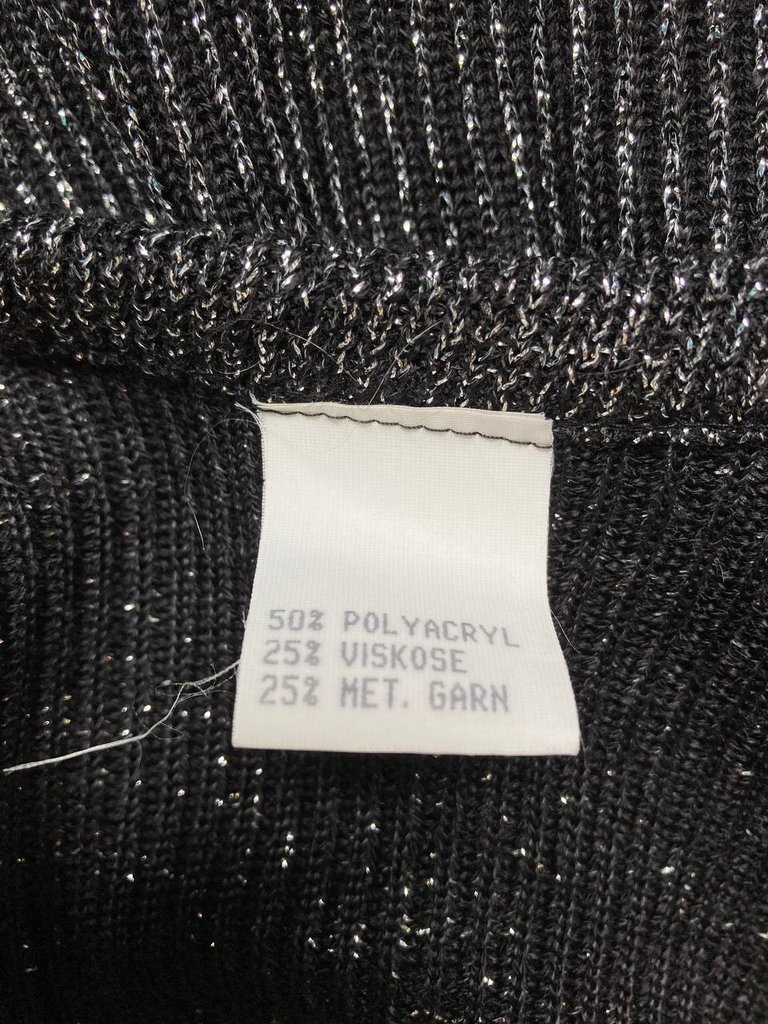 50% POLYACRYL
25% VISKOSE
25% MET. GARN